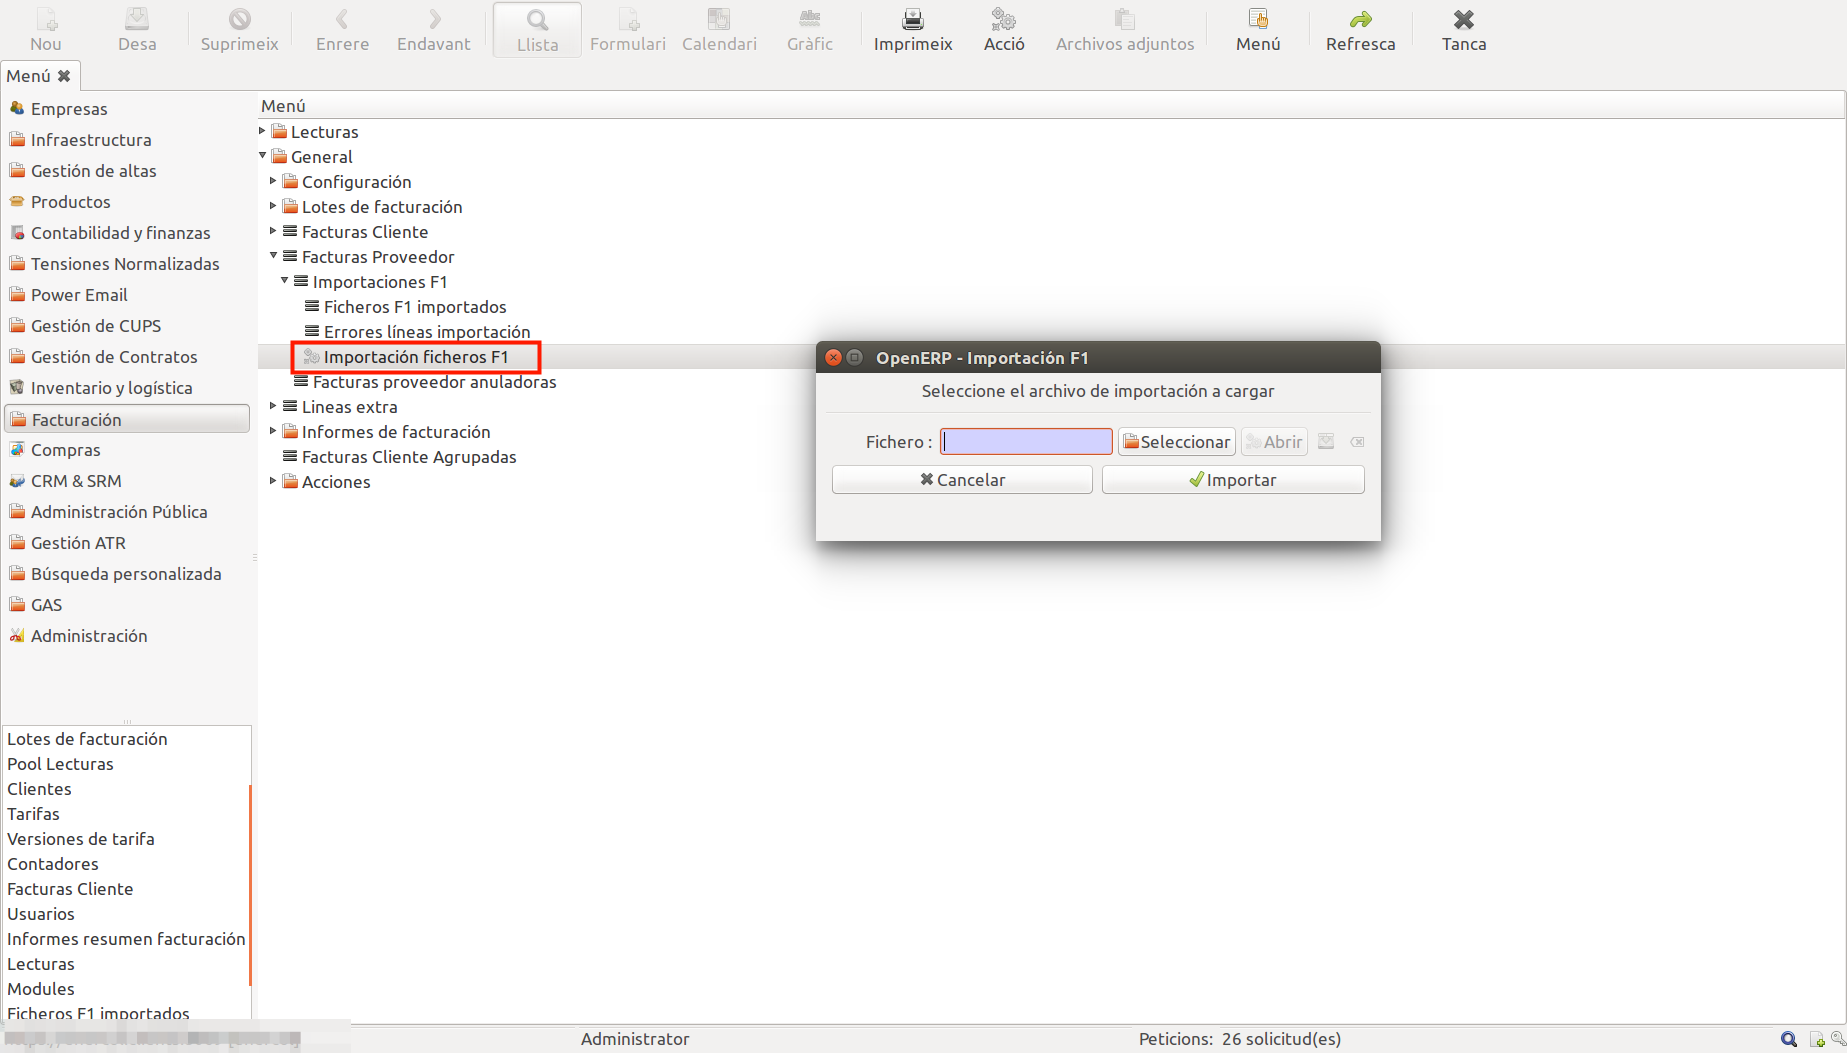 Nou Desa Suprimeix Enrere Endavant Llista Formulari Calendari Gràfic Imprimeix Acció Archivos adjuntos Menú Refresca Tanca
Menú
Empresas
Infraestructura
Gestión de altas
Productos
Contabilidad y finanzas
Tensiones Normalizadas
Power Email
Gestión de CUPS
Gestión de Contratos
Inventario y logística
Facturación
Compras
CRM & SRM
Administración Pública
Gestión ATR
Búsqueda personalizada
GAS
Administración
Lotes de facturación
Pool Lecturas
Clientes
Tarifas
Versiones de tarifa
Contadores
Facturas Cliente
Usuarios
Informes resumen facturación
Lecturas
Modules
Ficheros F1 importados
Menú
Lecturas
General
Configuración
Lotes de facturación
Facturas Cliente
Facturas Proveedor
Importaciones F1
Ficheros F1 importados
Errores líneas importación
Importación ficheros F1
Facturas proveedor anuladoras
Lineas extra
Informes de facturación
Facturas Cliente Agrupadas
Acciones
OpenERP - Importación F1
Seleccione el archivo de importación a cargar
Fichero : Seleccionar Abrir
Cancelar Importar
Administrator Peticions: 26 solicitud(es)